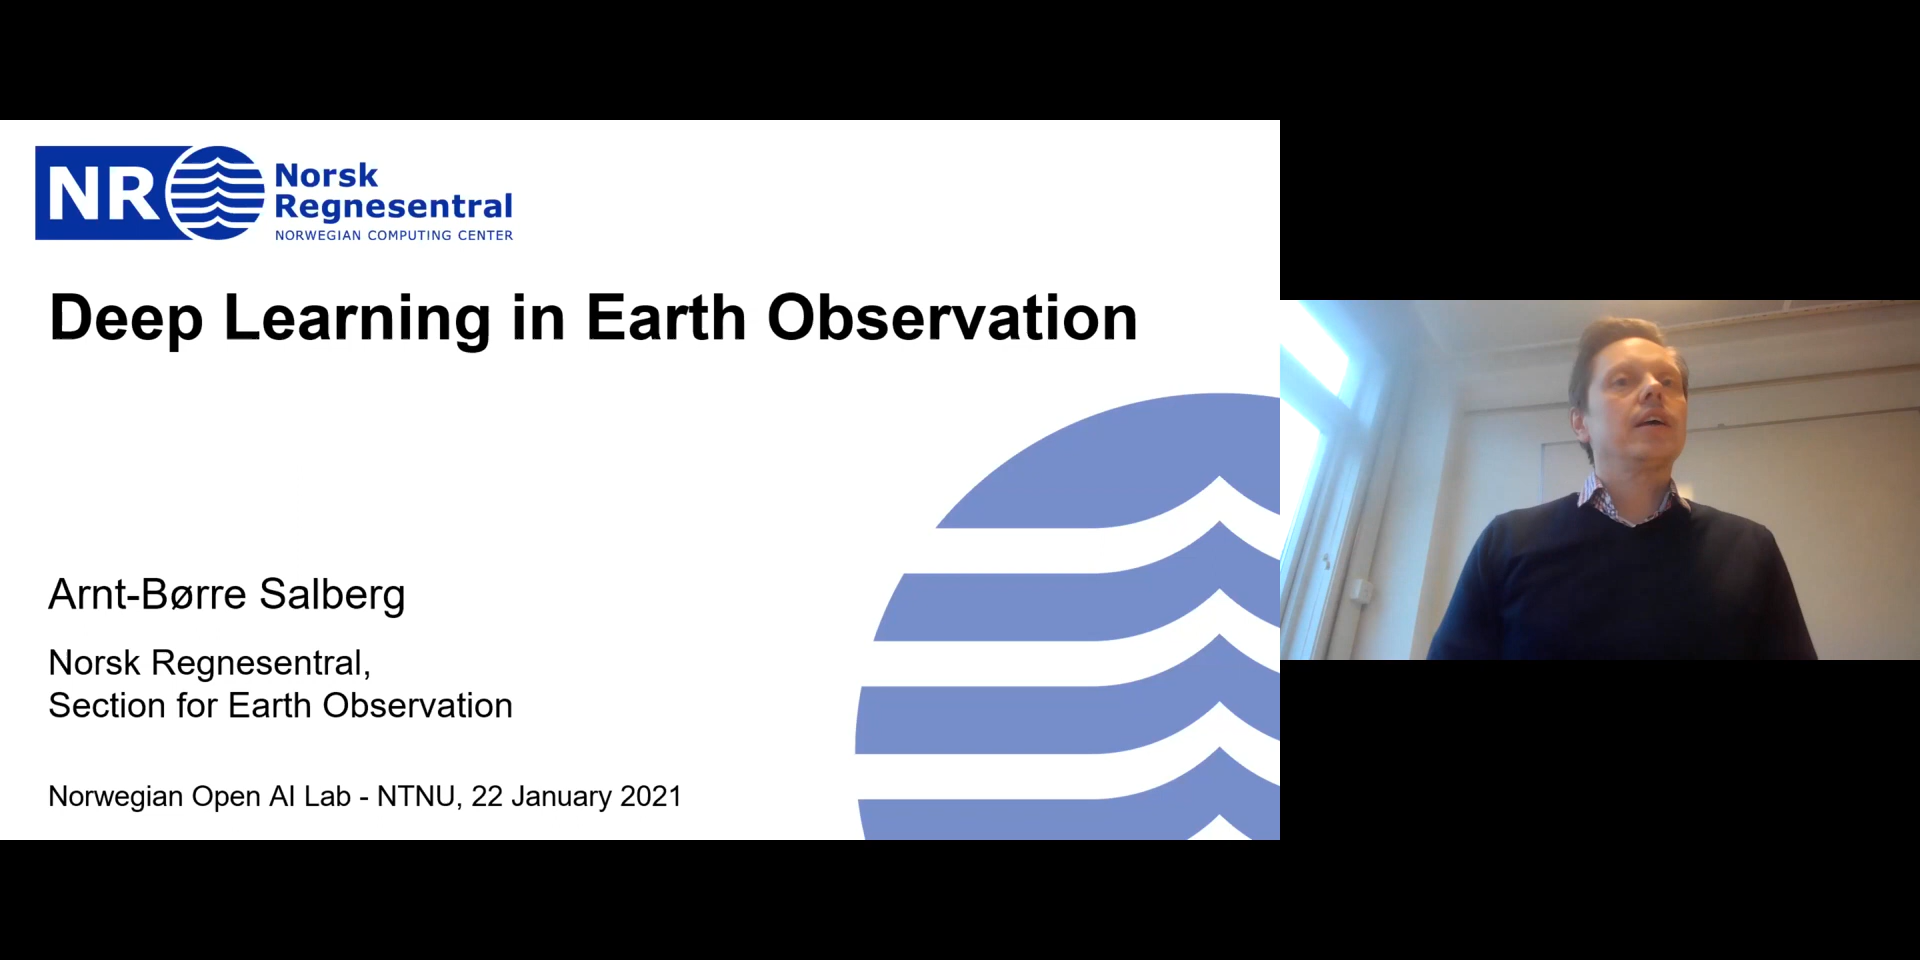 NR
Norsk
Regnesentral
NORWEGIAN COMPUTING CENTER
Deep Learning in Earth Observation
Arnt-Børre Salberg
Norsk Regnesentral,
Section for Earth Observation
Norwegian Open AI Lab - NTNU, 22 January 2021